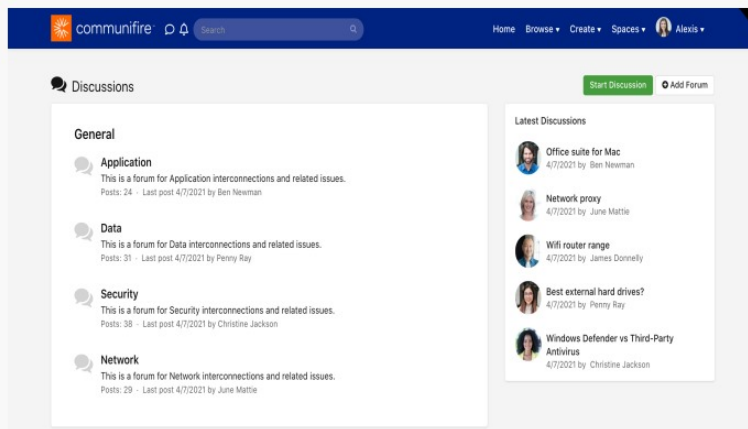 communifire
Search
Home Browse Create Spaces Alexis
Discussions
Start Discussion
Add Forum
General
Application
This is a forum for Application interconnections and related issues.
Posts: 24 - Last post 4/7/2021 by Ben Newman
Data
This is a forum for Data interconnections and related issues.
Posts: 31 - Last post 4/7/2021 by Penny Ray
Security
This is a forum for Security interconnections and related issues.
Posts: 38 - Last post 4/7/2021 by Christine Jackson
Network
This is a forum for Network interconnections and related issues.
Posts: 29 - Last post 4/7/2021 by June Mattie
Latest Discussions
Office suite for Mac
4/7/2021 by Ben Newman
Network proxy
4/7/2021 by June Mattie
Wifi router range
4/7/2021 by James Donnelly
Best external hard drives?
4/7/2021 by Penny Ray
Windows Defender vs Third-Party
Antivirus
4/7/2021 by Christine Jackson